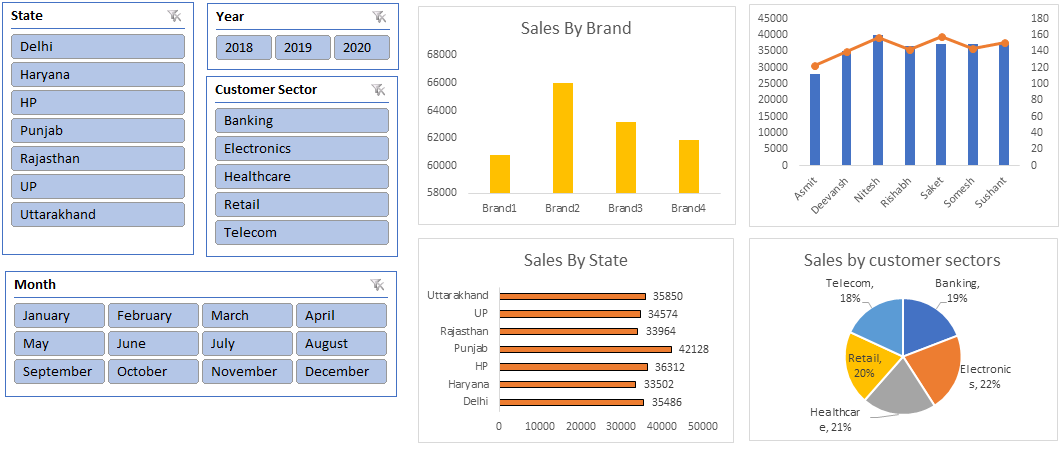 State
Delhi
Haryana
HP
Punjab
Rajasthan
UP
Uttarakhand
Year
2018 2019 2020
Customer Sector
Banking
Electronics
Healthcare
Retail
Telecom
Month
January February March April
May June July August
September October November December
Sales By Brand
68000
66000
64000
62000
60000
58000
Brand1 Brand2 Brand3 Brand4
45000 180
40000 160
35000 140
30000 120
25000 100
20000 80
15000 60
10000 40
5000 20
0 0
Asmit Deevansh Nitesh Rishabh Saket Somesh Sushant
Sales By State
Uttarakhand 35850
UP 34574
Rajasthan 33964
Punjab 42128
HP 36312
Haryana 33502
Delhi 35486
0 10000 20000 30000 40000 50000
Sales by customer sectors
Telecom,
18%
Banking,
19%
Retail,
20%
Electronic
s, 22%
Healthcar
e, 21%